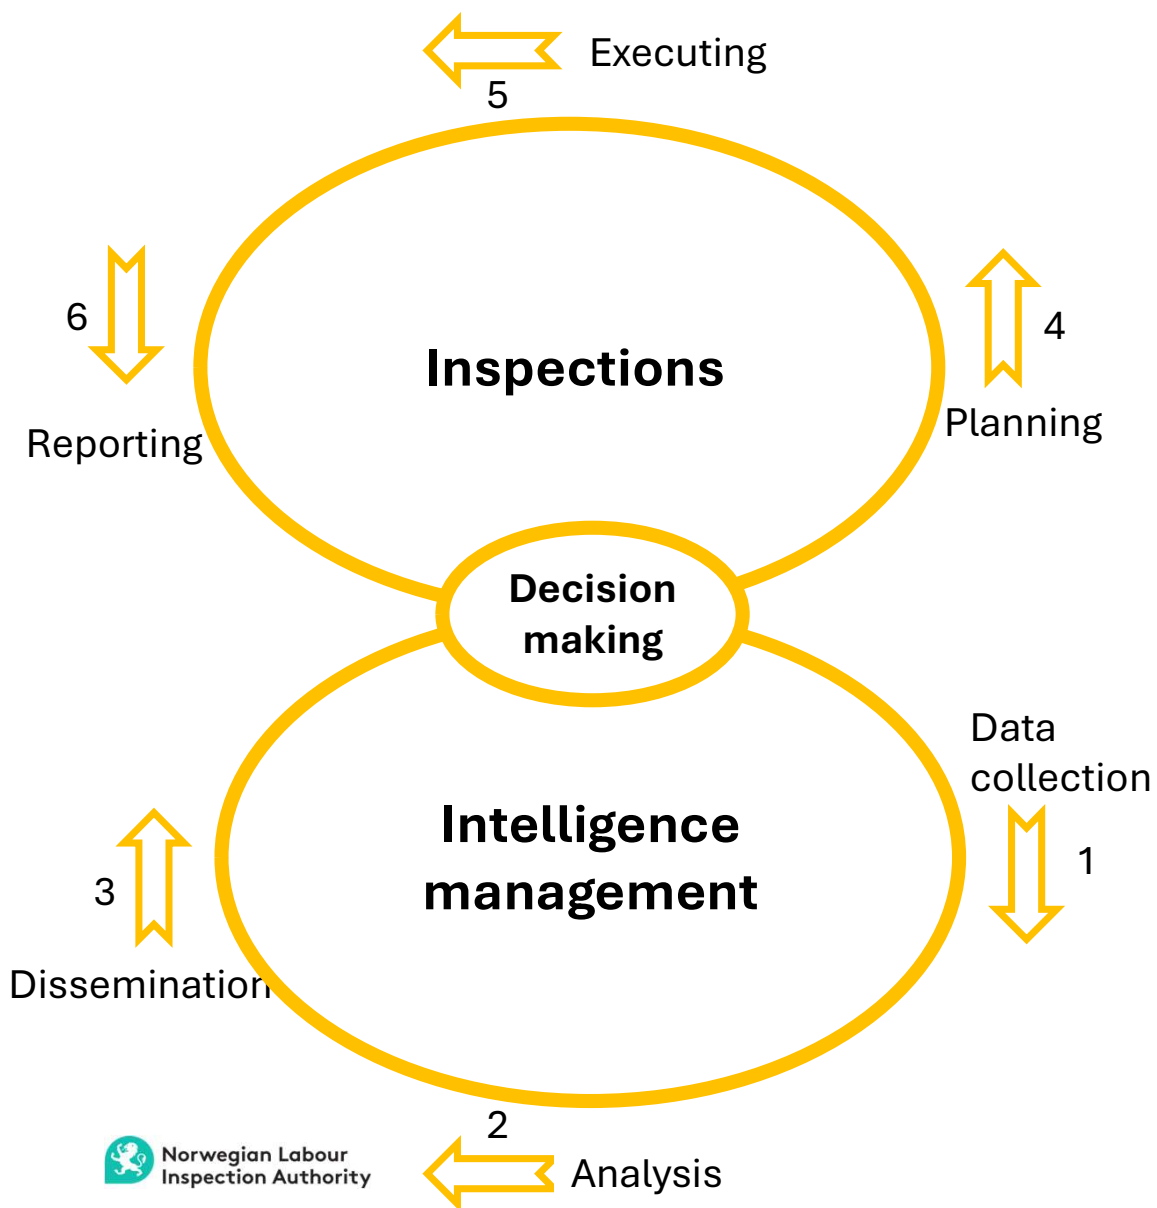 Executing
5
6
4
Inspections
Planning
Reporting
Decision
making
Data
collection
Intelligence
management
1
3
Dissemination
2
Norwegian Labour
Inspection Authority
Analysis